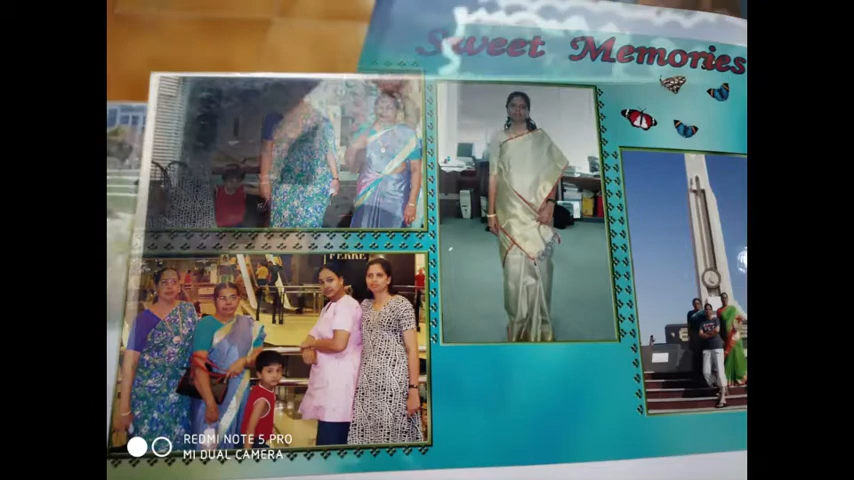 Sweet Memories
FERRE
REDMI NOTE 5 PRO
MI DUAL CAMERA